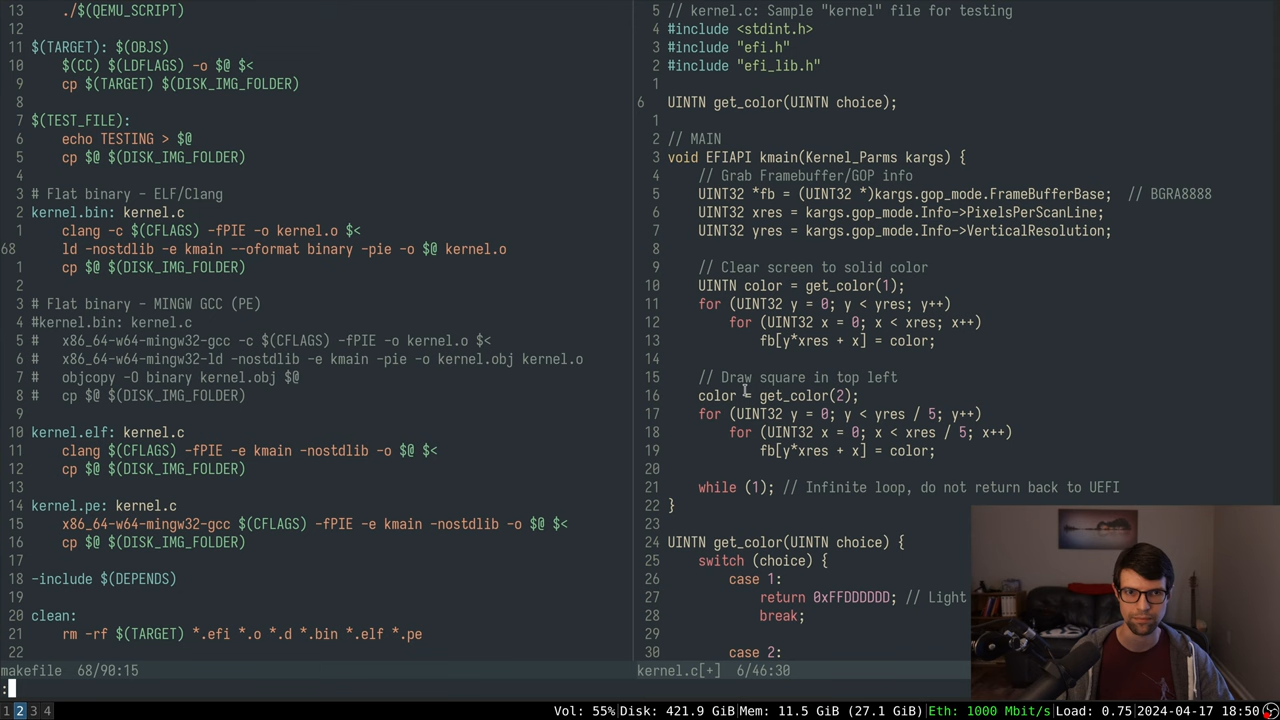 13     ./$(QEMU_SCRIPT)
12
11 $(TARGET): $(OBJS)
10     $(CC) $(LDFLAGS) -o $@ $<
9     cp $(TARGET) $(DISK_IMG_FOLDER)
8
7 $(TEST_FILE):
6     echo TESTING > $@
5     cp $@ $(DISK_IMG_FOLDER)
4
3 # Flat binary - ELF/Clang
2 kernel.bin: kernel.c
1     clang -c $(CFLAGS) -fPIE -o kernel.o $<
68     ld -nostdlib -e kmain --oformat binary -pie -o $@ kernel.o
1     cp $@ $(DISK_IMG_FOLDER)
2
3 # Flat binary - MINGW GCC (PE)
4 #kernel.bin: kernel.c
5 #   x86_64-w64-mingw32-gcc -c $(CFLAGS) -fPIE -o kernel.o $<
6 #   x86_64-w64-mingw32-ld -nostdlib -e kmain -pie -o kernel.obj kernel.o
7 #   objcopy -O binary kernel.obj $@
8 #   cp $@ $(DISK_IMG_FOLDER)
9
10 kernel.elf: kernel.c
11     clang $(CFLAGS) -fPIE -e kmain -nostdlib -o $@ $<
12     cp $@ $(DISK_IMG_FOLDER)
13
14 kernel.pe: kernel.c
15     x86_64-w64-mingw32-gcc $(CFLAGS) -fPIE -e kmain -nostdlib -o $@ $<
16     cp $@ $(DISK_IMG_FOLDER)
17
18 -include $(DEPENDS)
19
20 clean:
21     rm -rf $(TARGET) *.efi *.o *.d *.bin *.elf *.pe
22
makefile 68/90:15
5 // kernel.c: Sample "kernel" file for testing
4 #include <stdint.h>
3 #include "efi.h"
2 #include "efi_lib.h"
1
6 UINTN get_color(UINTN choice);
1
2 // MAIN
3 void EFIAPI kmain(Kernel_Parms kargs) {
4     // Grab Framebuffer/GOP info
5     UINT32 *fb = (UINT32 *)kargs.gop_mode.FrameBufferBase;  // BGRA8888
6     UINT32 xres = kargs.gop_mode.Info->PixelsPerScanLine;
7     UINT32 yres = kargs.gop_mode.Info->VerticalResolution;
8
9     // Clear screen to solid color
10     UINTN color = get_color(1);
11     for (UINT32 y = 0; y < yres; y++)
12         for (UINT32 x = 0; x < xres; x++)
13             fb[y*xres + x] = color;
14
15     // Draw square in top left
16     color = get_color(2);
17     for (UINT32 y = 0; y < yres / 5; y++)
18         for (UINT32 x = 0; x < xres / 5; x++)
19             fb[y*xres + x] = color;
20
21     while (1); // Infinite loop, do not return back to UEFI
22 }
23
24 UINTN get_color(UINTN choice) {
25     switch (choice) {
26         case 1:
27             return 0xFFDDDDDD; // Light
28             break;
29
30         case 2:
kernel.c[+] 6/46:30
:
1 2 3 4 Vol: 55%|Disk: 421.9 GiB|Mem: 11.5 GiB (27.1 GiB)|Eth: 1000 Mbit/s|Load: 0.75|2024-04-17 18:50